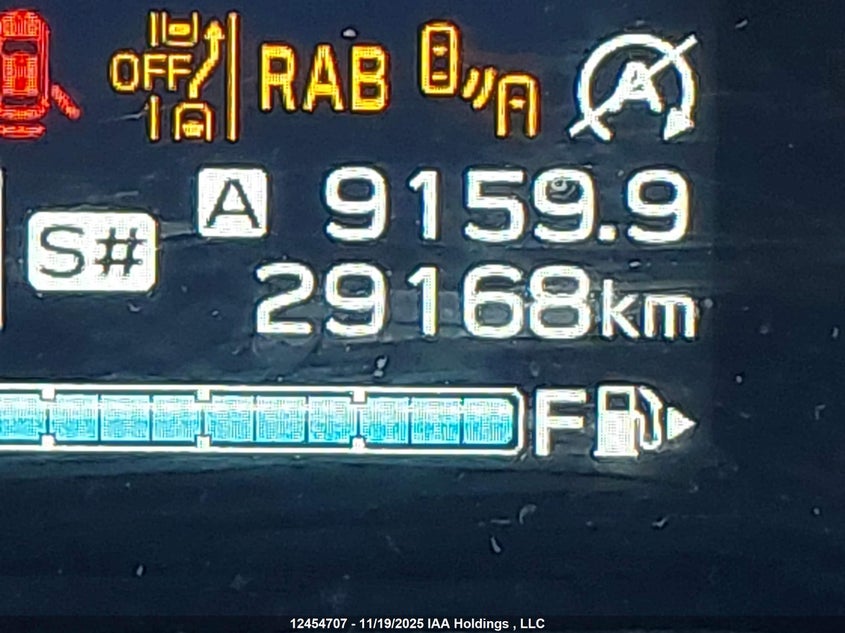 OFF RAB A
A 9159.9
S#
29168km
F
12454707 - 11/19/2025 IAA Holdings , LLC